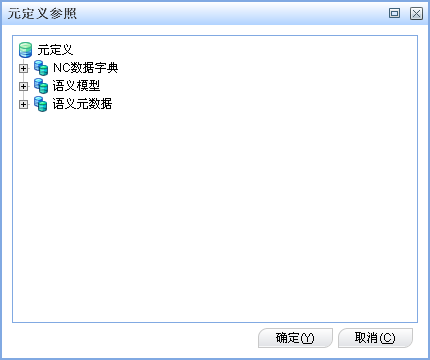 元定义参照
元定义
NC数据字典
语义模型
语义元数据
确定(Y) 取消(C)